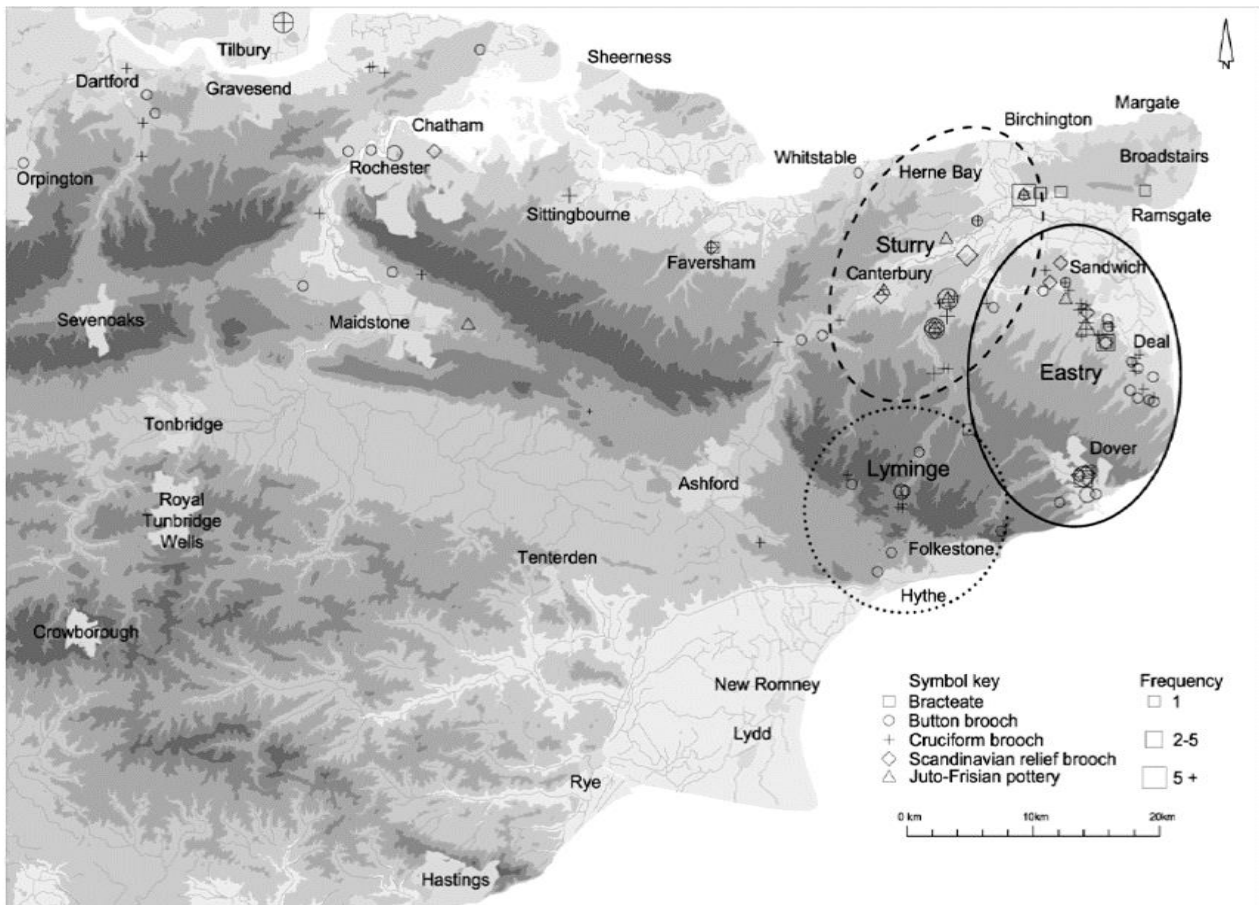 Tilbury
Sheerness
N
Dartford
Gravesend
Margate
Birchington
Chatham
Broadstairs
Whitstable
Rochester
Herne Bay
Orpington
Sittingbourne
Ramsgate
Sturry
Faversham
Sandwich
Canterbury
Sevenoaks
Maidstone
Deal
Eastry
Tonbridge
Dover
Lyminge
Ashford
Royal
Tunbridge
Wells
Folkestone
Tenterden
Hythe
Crowborough
New Romney
Lydd
Rye
Hastings
Symbol key
Bracteate
Button brooch
Cruciform brooch
Scandinavian relief brooch
Juto-Frisian pottery
Frequency
1
2-5
5 +
0 km 10km 20km